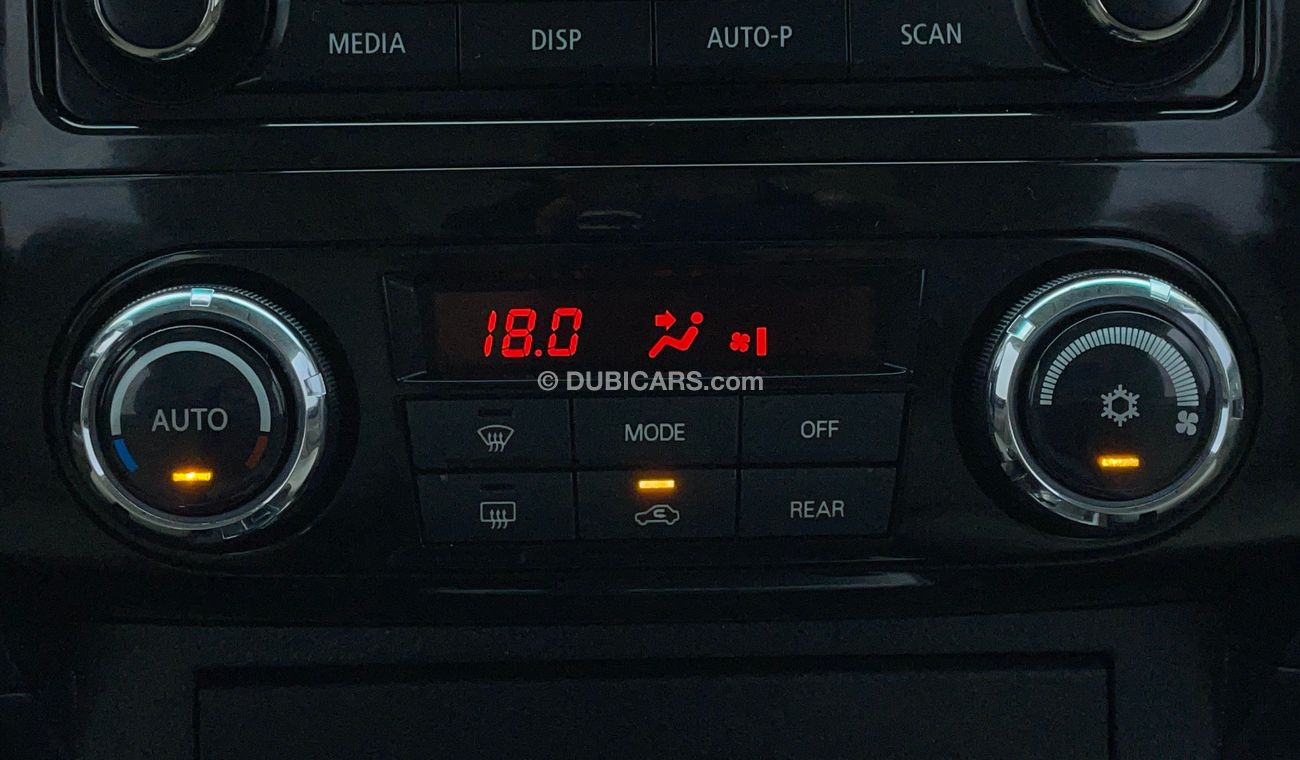 MEDIA DISP AUTO-P SCAN
18.0
© DUBICARS.com
AUTO
MODE OFF
REAR